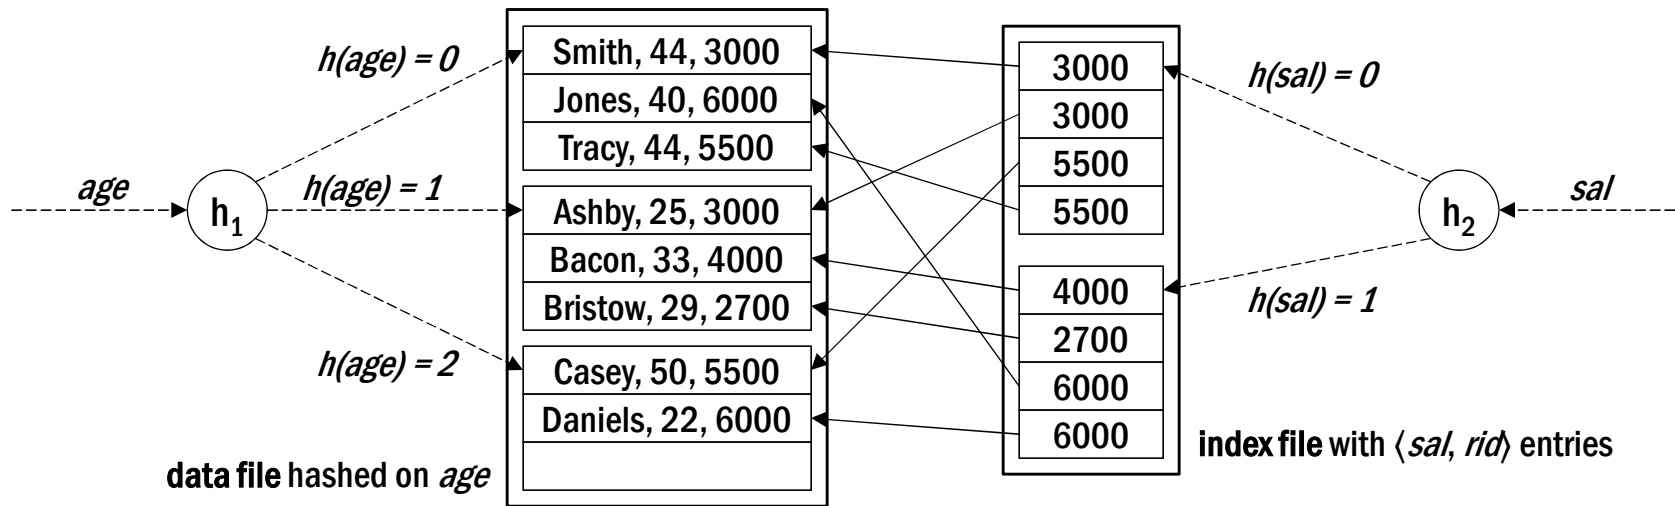 age
h1
h(age) = 0
h(age) = 1
h(age) = 2
Smith, 44, 3000
Jones, 40, 6000
Tracy, 44, 5500
Ashby, 25, 3000
Bacon, 33, 4000
Bristow, 29, 2700
Casey, 50, 5500
Daniels, 22, 6000
data file hashed on age
3000
3000
5500
5500
4000
2700
6000
6000
h(sal) = 0
h(sal) = 1
h2
sal
index file with ⟨sal, rid⟩ entries